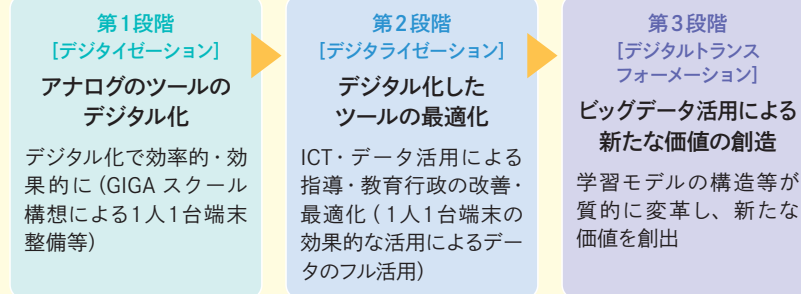 第1段階
[デジタイゼーション]
アナログのツールの
デジタル化
デジタル化で効率的・効
果的に (GIGA スクール
構想による1人1台端末
整備等)
第2段階
[デジタライゼーション]
デジタル化した
ツールの最適化
ICT・データ活用による
指導・教育行政の改善・
最適化 (1人1台端末の
効果的な活用によるデー
タのフル活用)
第3段階
[デジタルトランス
フォーメーション]
ビッグデータ活用による
新たな価値の創造
学習モデルの構造等が
質的に変革し、新たな
価値を創出